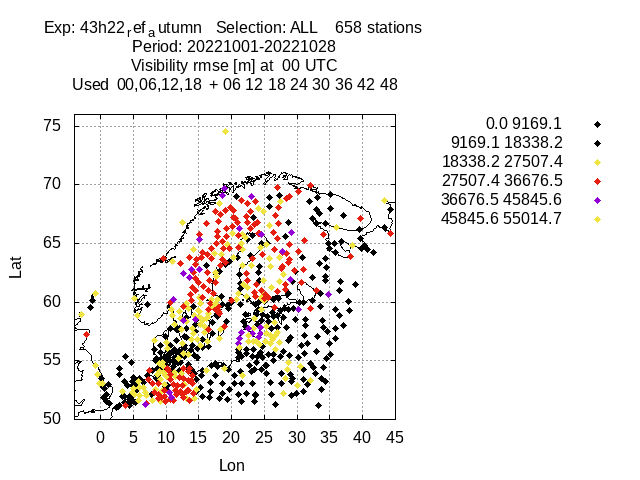 Exp: 43h22ref a utumn Selection: ALL 658 stations
Period: 20221001-20221028
Visibility rmse [m] at 00 UTC
Used 00,06,12,18 + 06 12 18 24 30 36 42 48
0.0 9169.1
9169.1 18338.2
18338.2 27507.4
27507.4 36676.5
36676.5 45845.6
45845.6 55014.7
75
70
65
60
55
50
Lat
0 5 10 15 20 25 30 35 40 45
Lon